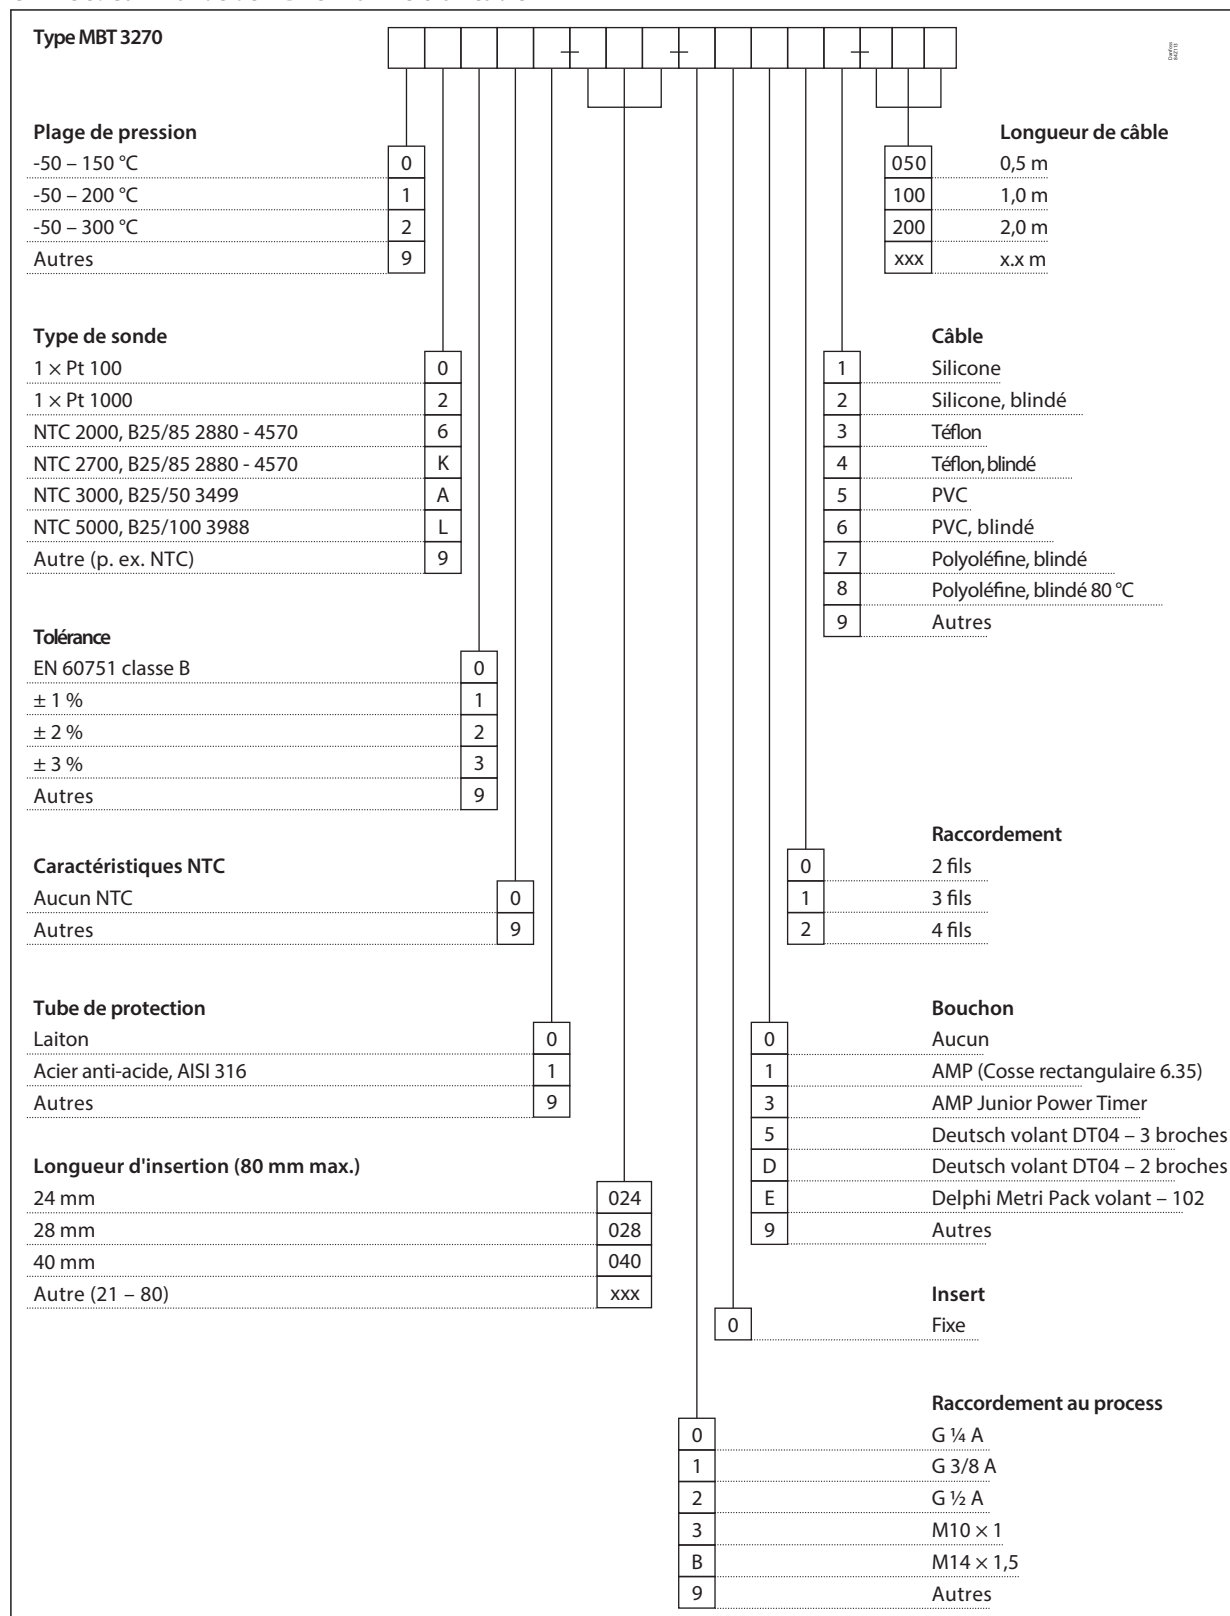 Type MBT 3270
– – –
Plage de pression
-50 – 150 °C 0
-50 – 200 °C 1
-50 – 300 °C 2
Autres 9
Longueur de câble
050 0,5 m
100 1,0 m
200 2,0 m
xxx x.x m
Type de sonde
1 × Pt 100 0
1 × Pt 1000 2
NTC 2000, B25/85 2880 - 4570 6
NTC 2700, B25/85 2880 - 4570 K
NTC 3000, B25/50 3499 A
NTC 5000, B25/100 3988 L
Autre (p. ex. NTC) 9
Câble
1 Silicone
2 Silicone, blindé
3 Téflon
4 Téflon, blindé
5 PVC
6 PVC, blindé
7 Polyoléfine, blindé
8 Polyoléfine, blindé 80 °C
9 Autres
Tolérance
EN 60751 classe B 0
± 1 % 1
± 2 % 2
± 3 % 3
Autres 9
Raccordement
0 2 fils
1 3 fils
2 4 fils
Caractéristiques NTC
Aucun NTC 0
Autres 9
Tube de protection
Laiton 0
Acier anti-acide, AISI 316 1
Autres 9
Bouchon
0 Aucun
1 AMP (Cosse rectangulaire 6.35)
3 AMP Junior Power Timer
5 Deutsch volant DT04 – 3 broches
D Deutsch volant DT04 – 2 broches
E Delphi Metri Pack volant – 102
9 Autres
Longueur d'insertion (80 mm max.)
24 mm 024
28 mm 028
40 mm 040
Autre (21 – 80) xxx
Insert
0 Fixe
Raccordement au process
0 G ¼ A
1 G 3/8 A
2 G ½ A
3 M10 × 1
B M14 × 1,5
9 Autres